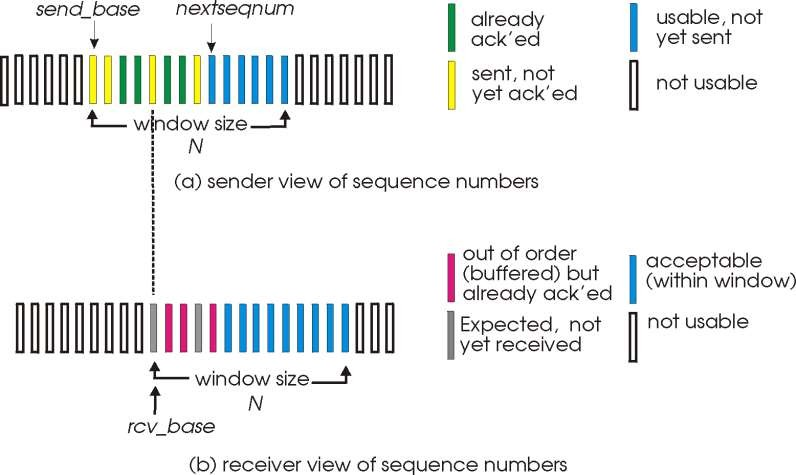 send_base
nextseqnum
already
ack'ed
usable, not
yet sent
sent, not
yet ack'ed
not usable
window size
N
(a) sender view of sequence numbers
out of order
(buffered) but
already ack'ed
acceptable
(within window)
Expected, not
yet received
not usable
window size
N
rcv_base
(b) receiver view of sequence numbers